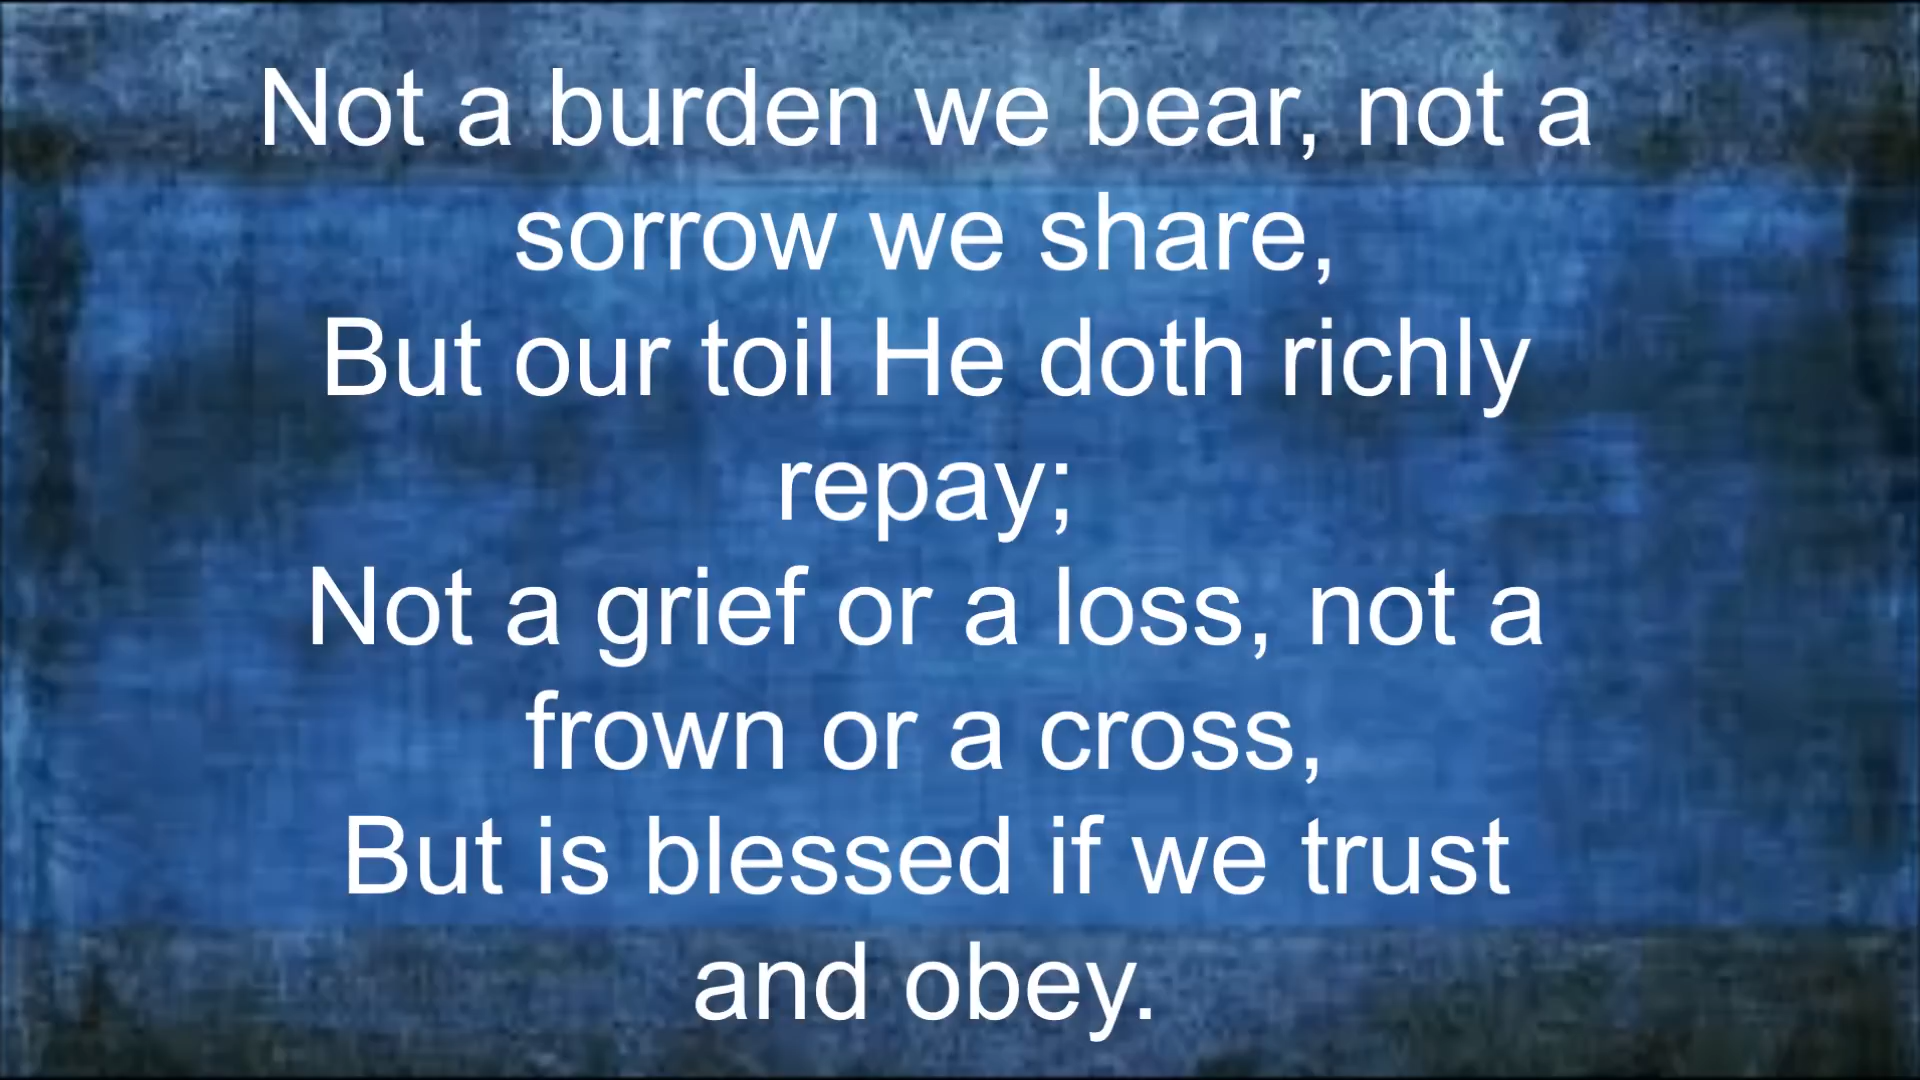 Not a burden we bear, not a
sorrow we share,
But our toil He doth richly
repay;
Not a grief or a loss, not a
frown or a cross,
But is blessed if we trust
and obey.